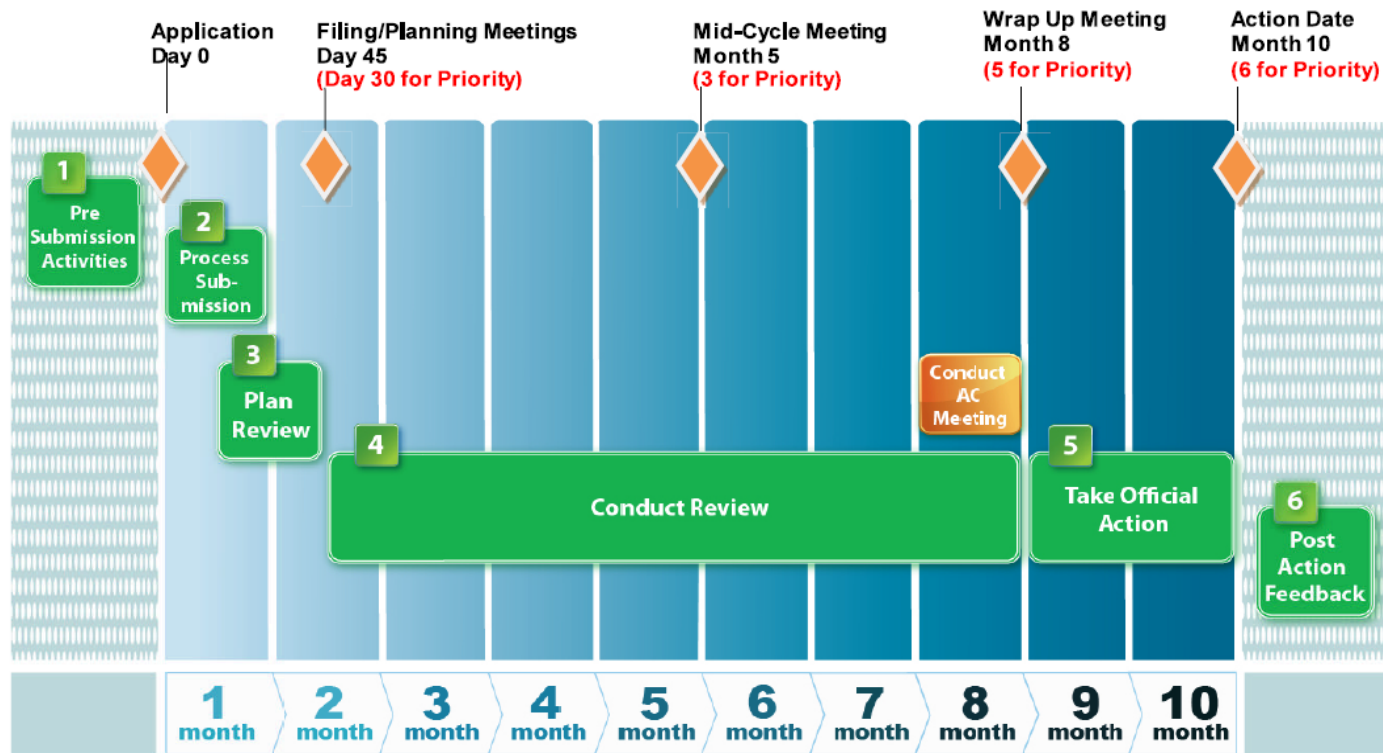 Application
Day 0
Filing/Planning Meetings
Day 45
(Day 30 for Priority)
Mid-Cycle Meeting
Month 5
(3 for Priority)
Wrap Up Meeting
Month 8
(5 for Priority)
Action Date
Month 10
(6 for Priority)
1
Pre
Submission
Activities
2
Process
Sub-
mission
3
Plan
Review
4
Conduct Review
Conduct
AC
Meeting
5
Take Official
Action
6
Post
Action
Feedback
1
month
2
month
3
month
4
month
5
month
6
month
7
month
8
month
9
month
10
month